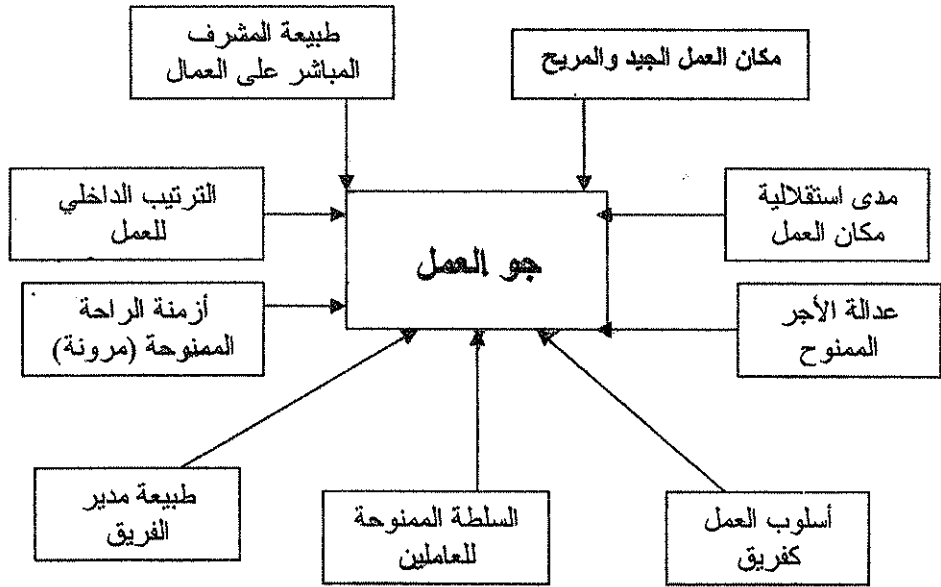 مكان العمل الجيد والمريح
طبيعة المشرف
المباشر على العمال
مدى استقلالية
مكان العمل
الترتيب الداخلي
للعمل
جو العمل
عدالة الأجر
الممنوح
أزمنة الراحة
الممنوحة (مرونة)
أسلوب العمل
كفريق
السلطة الممنوحة
للعاملين
طبيعة مدير
الفريق